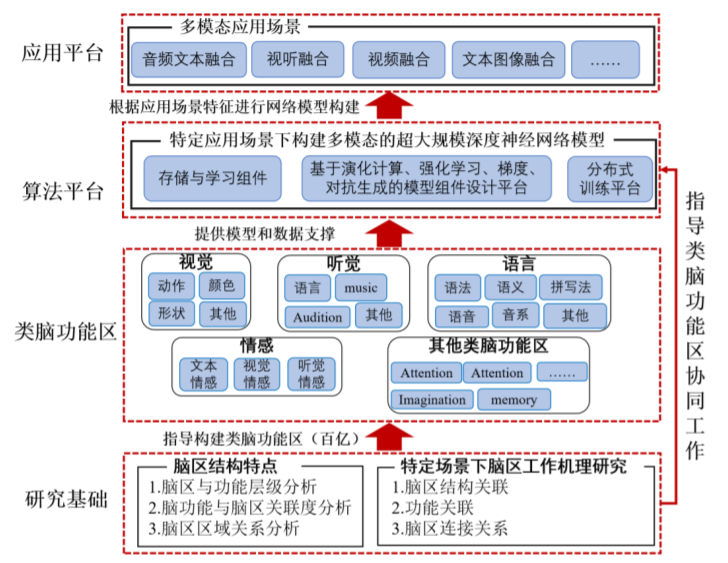 应用平台
多模态应用场景
音频文本融合
视听融合
视频融合
文本图像融合
……
根据应用场景特征进行网络模型构建
算法平台
特定应用场景下构建多模态的超大规模深度神经网络模型
存储与学习组件
基于演化计算、强化学习、梯度、
对抗生成的模型组件设计平台
分布式
训练平台
提供模型和数据支撑
类脑功能区
视觉
动作
颜色
形状
其他
听觉
语言
music
Audition
其他
语言
语法
语义
拼写法
语音
音系
其他
情感
文本
情感
视觉
情感
听觉
情感
其他类脑功能区
Attention
Attention
……
Imagination
memory
指导构建类脑功能区（百亿）
研究基础
脑区结构特点
1.脑区与功能层级分析
2.脑功能与脑区关联度分析
3.脑区区域关系分析
特定场景下脑区工作机理研究
1.脑区结构关联
2.功能关联
3.脑区连接关系
指导类脑功能区协同工作